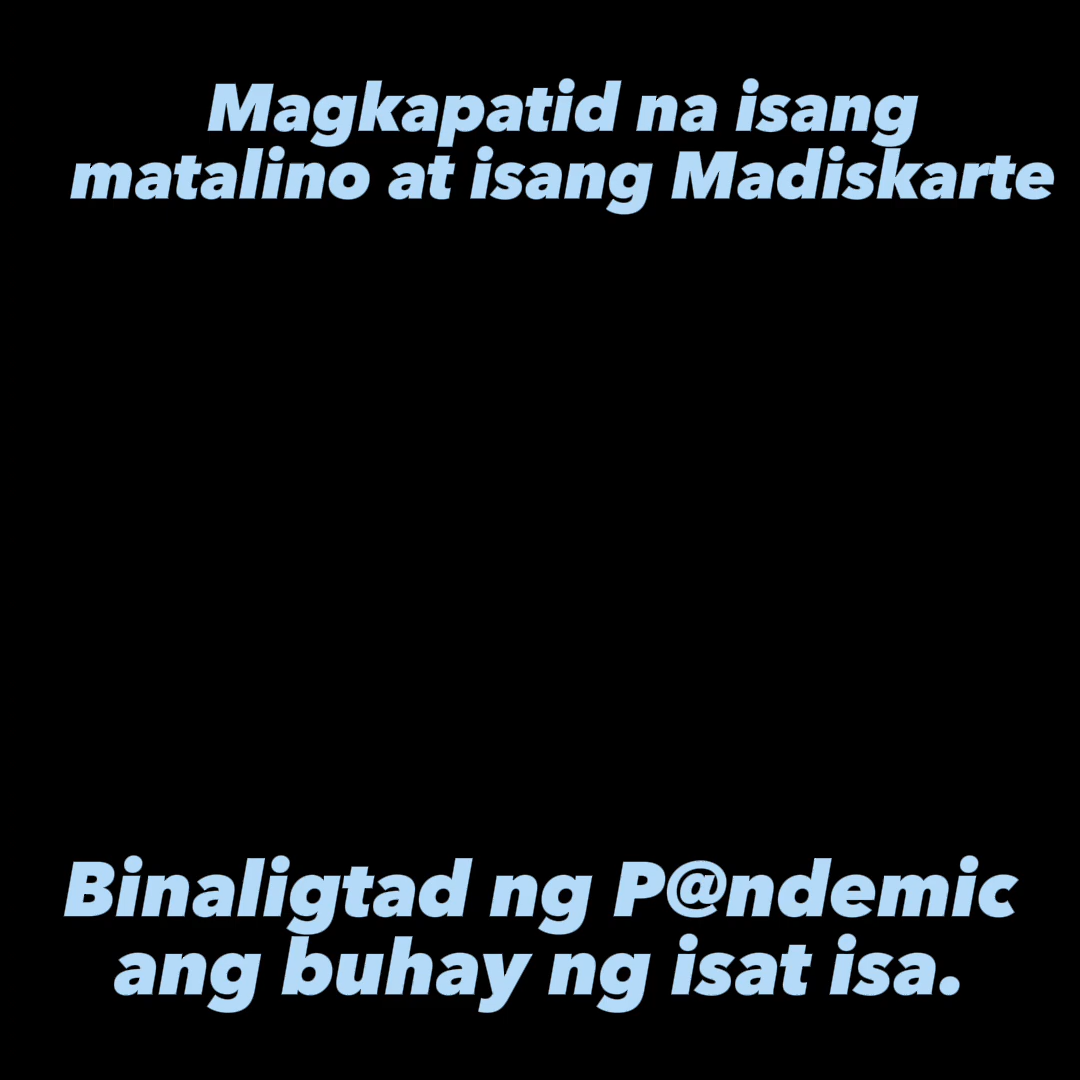 Magkapatid na isang
matalino at isang Madiskarte
Binaligtad ng P@ndemic
ang buhay ng isat isa.